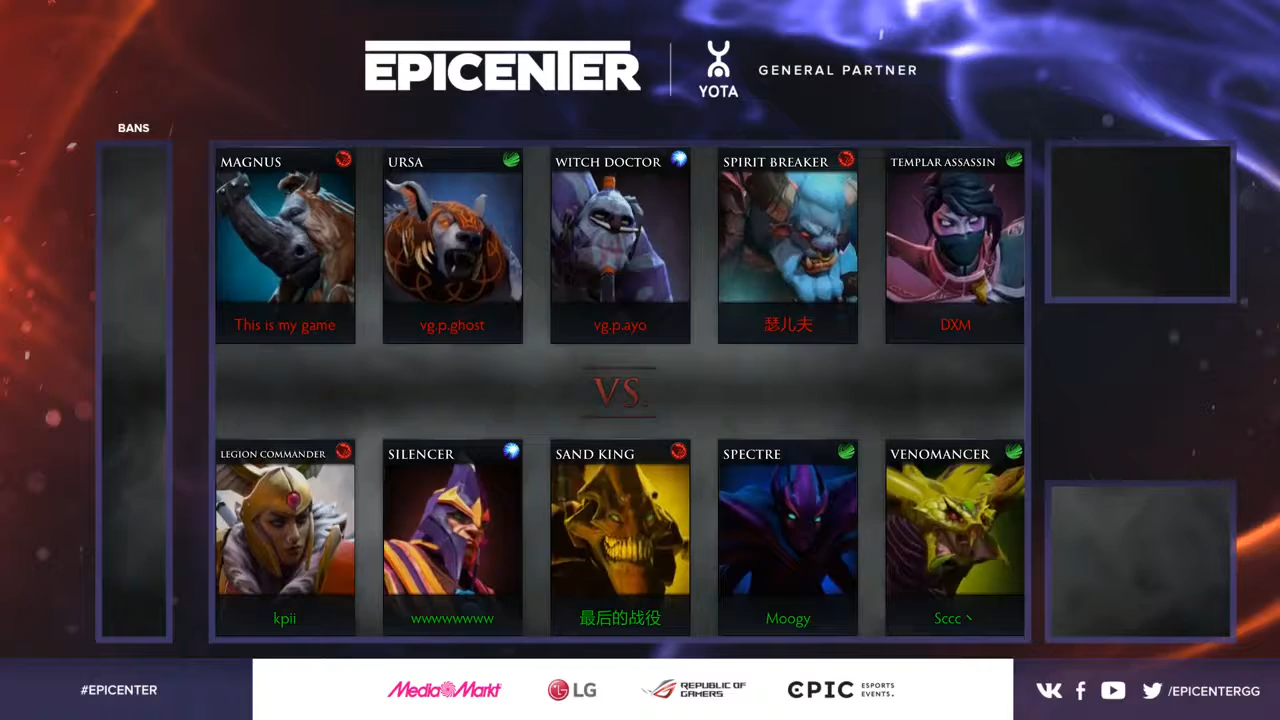 EPICENTER
YOTA
GENERAL PARTNER
BANS
MAGNUS
URSA
WITCH DOCTOR
SPIRIT BREAKER
TEMPLAR ASSASSIN
This is my game
vg.p.ghost
vg.p.ayo
瑟儿夫
DXM
VS.
LEGION COMMANDER
SILENCER
SAND KING
SPECTRE
VENOMANCER
kpii
wwwwwwww
最后的战役
Moogy
Sccc丶
#EPICENTER
MediaMarkt
LG
REPUBLIC OF
GAMERS
EPIC
ESPORTS
EVENTS.
/EPICENTERGG